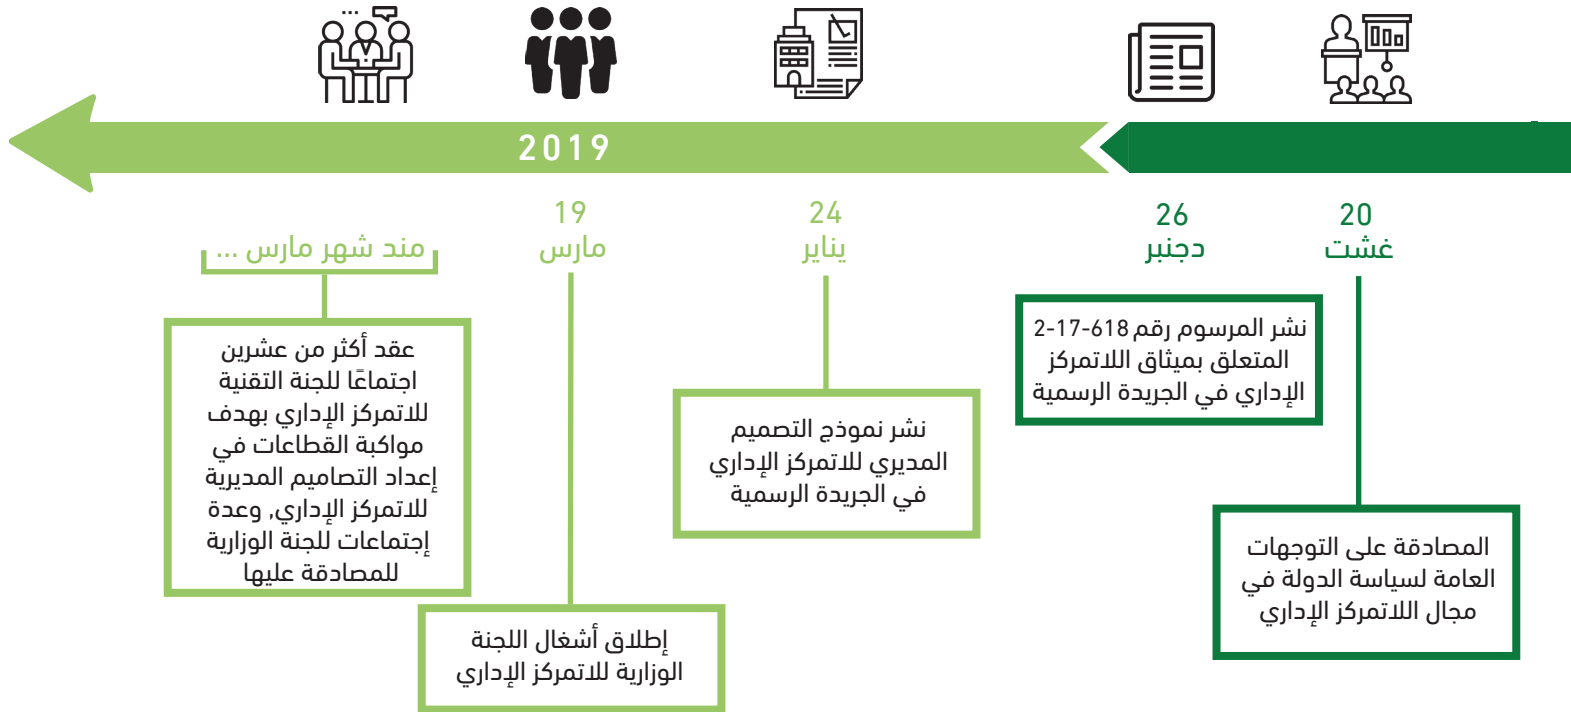 2019
20
غشت
المصادقة على التوجهات
العامة لسياسة الدولة في
مجال اللاتمركز الإداري
26
دجنبر
نشر المرسوم رقم 618-17-2
المتعلق بميثاق اللاتمركز
الإداري في الجريدة الرسمية
24
يناير
نشر نموذج التصميم
المديري للاتمركز الإداري
في الجريدة الرسمية
19
مارس
إطلاق أشغال اللجنة
الوزارية للاتمركز الإداري
مند شهر مارس ...
عقد أكثر من عشرين
اجتماعًا للجنة التقنية
للاتمركز الإداري بهدف
مواكبة القطاعات في
إعداد التصاميم المديرية
للاتمركز الإداري, وعدة
إجتماعات للجنة الوزارية
للمصادقة عليها